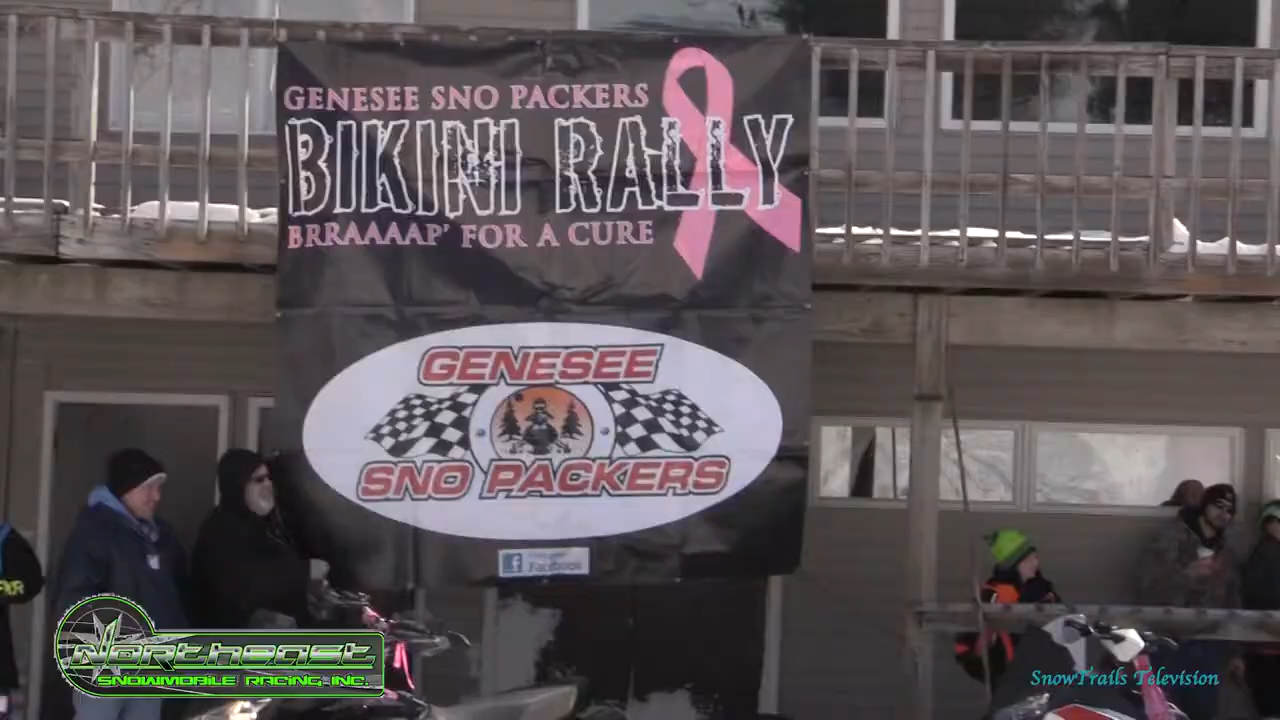 GENESEE SNO PACKERS
BIKINI RALLY
BRRAAAAP' FOR A CURE
GENESEE
SNO PACKERS
f
Facebook
Northeast
SNOWMOBILE RACING, INC.
SnowTrails Television